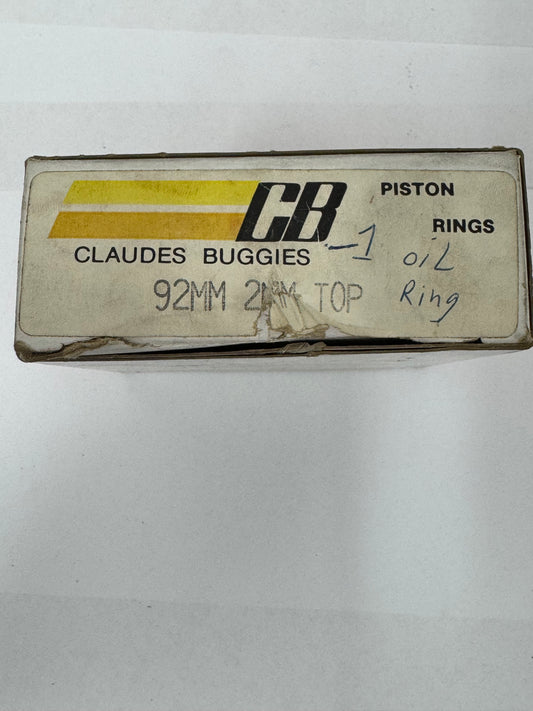 CB PISTON
RINGS
CLAUDES BUGGIES -1 oiL
92MM 2MM TOP Ring